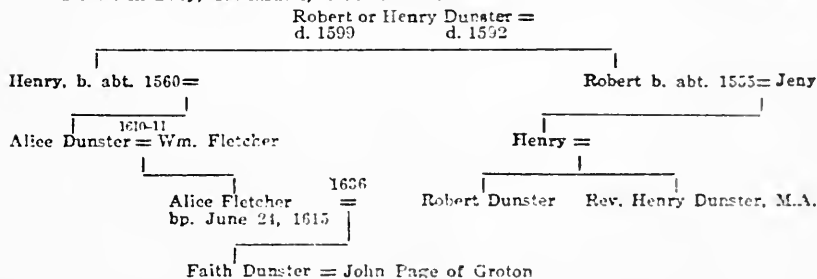 Robert or Henry Dunster =
d. 1599 d. 1592
Henry, b. abt. 1560= Robert b. abt. 1555= Jeny
1610-11
Alice Dunster = Wm. Fletcher Henry =
1636
Alice Fletcher = Robert Dunster Rev. Henry Dunster, M.A.
bp. June 24, 1615
Faith Dunster = John Page of Groton